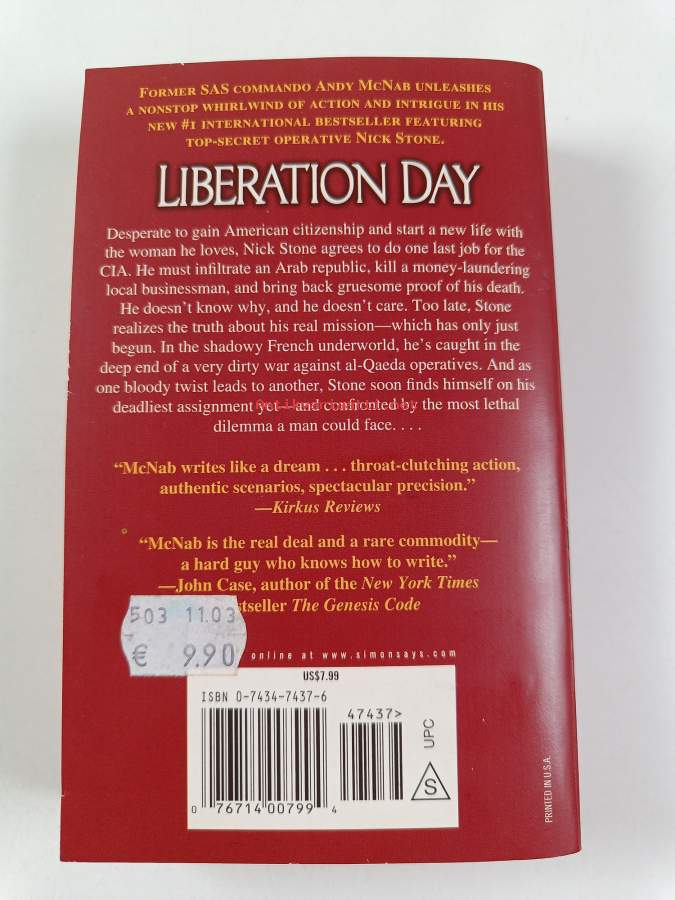 FORMER SAS COMMANDO ANDY MCNAB UNLEASHES
A NONSTOP WHIRLWIND OF ACTION AND INTRIGUE IN HIS
NEW #1 INTERNATIONAL BESTSELLER FEATURING
TOP-SECRET OPERATIVE NICK STONE.
LIBERATION DAY
Desperate to gain American citizenship and start a new life with
the woman he loves, Nick Stone agrees to do one last job for the
CIA. He must infiltrate an Arab republic, kill a money-laundering
local businessman, and bring back gruesome proof of his death.
He doesn't know why, and he doesn't care. Too late, Stone
realizes the truth about his real mission—which has only just
begun. In the shadowy French underworld, he's caught in the
deep end of a very dirty war against al-Qaeda operatives. And as
one bloody twist leads to another, Stone soon finds himself on his
deadliest assignment yet—and confronted by the most lethal
dilemma a man could face. . . .
“McNab writes like a dream . . . throat-clutching action,
authentic scenarios, spectacular precision.”
—Kirkus Reviews
“McNab is the real deal and a rare commodity—
a hard guy who knows how to write.”
—John Case, author of the New York Times
stseller The Genesis Code
503 11.03
€ 9.90
online at www.simonsays.com
US$7.99
ISBN 0-7434-7437-6
47437>
UPC
S
0 76714 00799 4
PRINTED IN U.S.A.